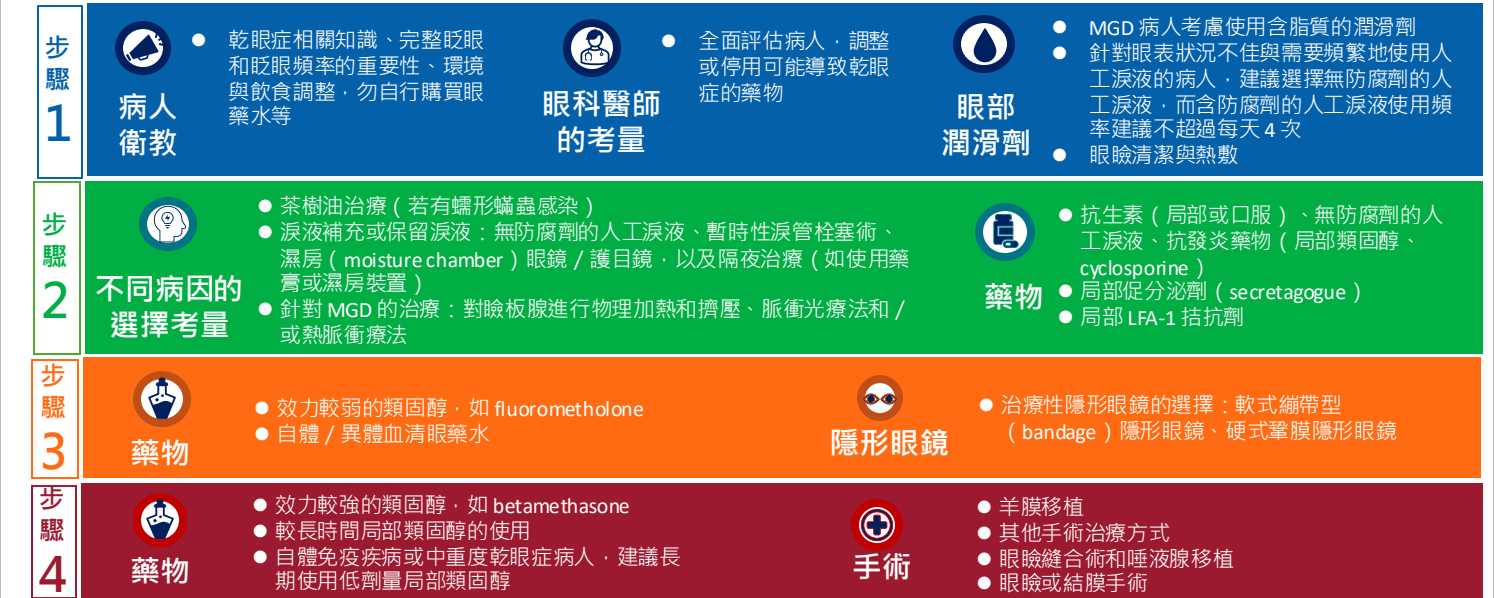 步
驟
1
病人
衛教
● 乾眼症相關知識、完整眨眼
和眨眼頻率的重要性、環境
與飲食調整，勿自行購買眼
藥水等
眼科醫師
的考量
● 全面評估病人，調整
或停用可能導致乾眼
症的藥物
眼部
潤滑劑
● MGD 病人考慮使用含脂質的潤滑劑
● 針對眼表狀況不佳與需要頻繁地使用人
工淚液的病人，建議選擇無防腐劑的人
工淚液，而含防腐劑的人工淚液使用頻
率建議不超過每天 4 次
● 眼瞼清潔與熱敷
步
驟
2
不同病因的
選擇考量
● 茶樹油治療（若有蠕形蟎蟲感染）
● 淚液補充或保留淚液：無防腐劑的人工淚液、暫時性淚管栓塞術、
濕房（moisture chamber）眼鏡 / 護目鏡，以及隔夜治療（如使用藥
膏或濕房裝置）
● 針對 MGD 的治療：對瞼板腺進行物理加熱和擠壓、脈衝光療法和 /
或熱脈衝療法
藥物
● 抗生素（局部或口服）、無防腐劑的人
工淚液、抗發炎藥物（局部類固醇、
cyclosporine）
● 局部促分泌劑（secretagogue）
● 局部 LFA-1 拮抗劑
步
驟
3
藥物
● 效力較弱的類固醇，如 fluorometholone
● 自體 / 異體血清眼藥水
隱形眼鏡
● 治療性隱形眼鏡的選擇：軟式繃帶型
（bandage）隱形眼鏡、硬式鞏膜隱形眼鏡
步
驟
4
藥物
● 效力較強的類固醇，如 betamethasone
● 較長時間局部類固醇的使用
● 自體免疫疾病或中重度乾眼症病人，建議長
期使用低劑量局部類固醇
手術
● 羊膜移植
● 其他手術治療方式
● 眼瞼縫合術和唾液腺移植
● 眼瞼或結膜手術